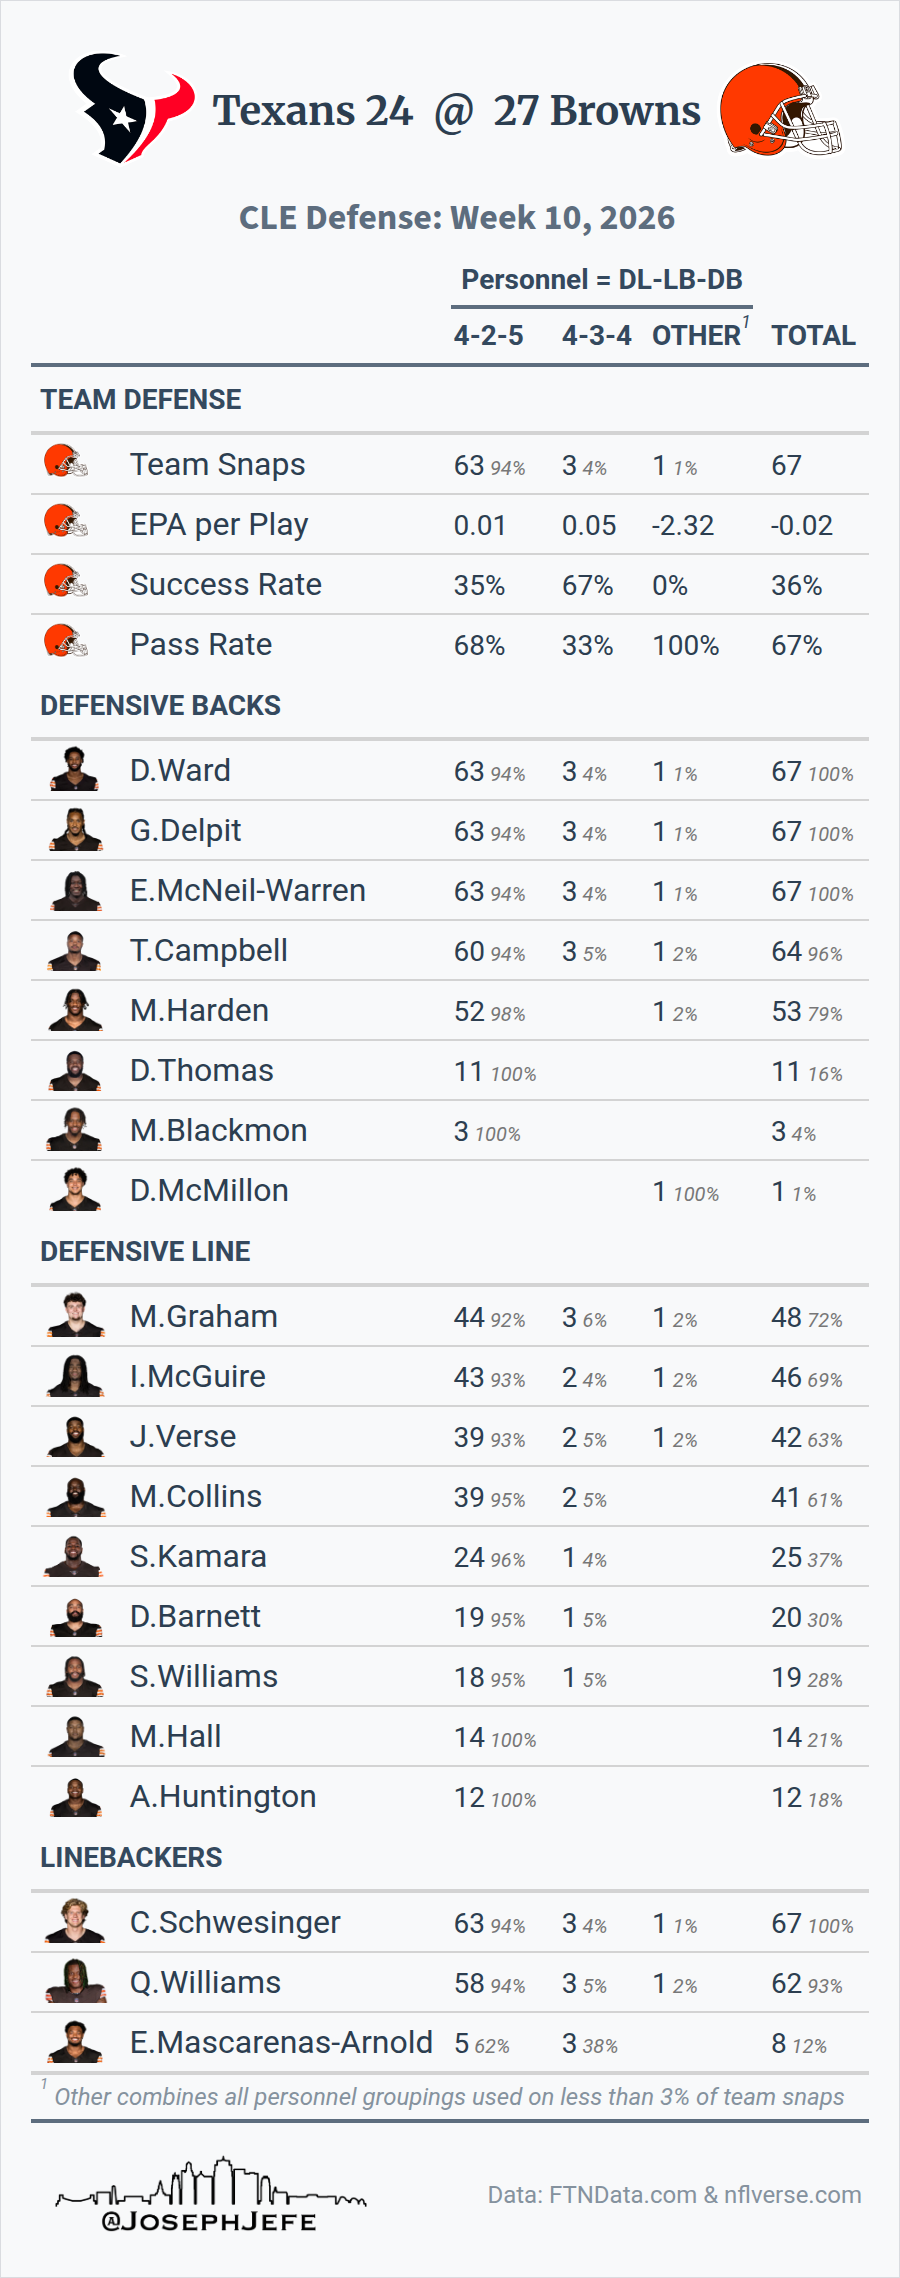 Texans 24 @ 27 Browns
CLE Defense: Week 10, 2026
Personnel = DL-LB-DB
4-2-5 4-3-4 OTHER1 TOTAL
TEAM DEFENSE
Team Snaps 63 94% 3 4% 1 1% 67
EPA per Play 0.01 0.05 -2.32 -0.02
Success Rate 35% 67% 0% 36%
Pass Rate 68% 33% 100% 67%
DEFENSIVE BACKS
D.Ward 63 94% 3 4% 1 1% 67 100%
G.Delpit 63 94% 3 4% 1 1% 67 100%
E.McNeil-Warren 63 94% 3 4% 1 1% 67 100%
T.Campbell 60 94% 3 5% 1 2% 64 96%
M.Harden 52 98% 1 2% 53 79%
D.Thomas 11 100% 11 16%
M.Blackmon 3 100% 3 4%
D.McMillon 1 100% 1 1%
DEFENSIVE LINE
M.Graham 44 92% 3 6% 1 2% 48 72%
I.McGuire 43 93% 2 4% 1 2% 46 69%
J.Verse 39 93% 2 5% 1 2% 42 63%
M.Collins 39 95% 2 5% 41 61%
S.Kamara 24 96% 1 4% 25 37%
D.Barnett 19 95% 1 5% 20 30%
S.Williams 18 95% 1 5% 19 28%
M.Hall 14 100% 14 21%
A.Huntington 12 100% 12 18%
LINEBACKERS
C.Schwesinger 63 94% 3 4% 1 1% 67 100%
Q.Williams 58 94% 3 5% 1 2% 62 93%
E.Mascarenas-Arnold 5 62% 3 38% 8 12%
1 Other combines all personnel groupings used on less than 3% of team snaps
@JOSEPHJEFE
Data: FTNData.com & nflverse.com